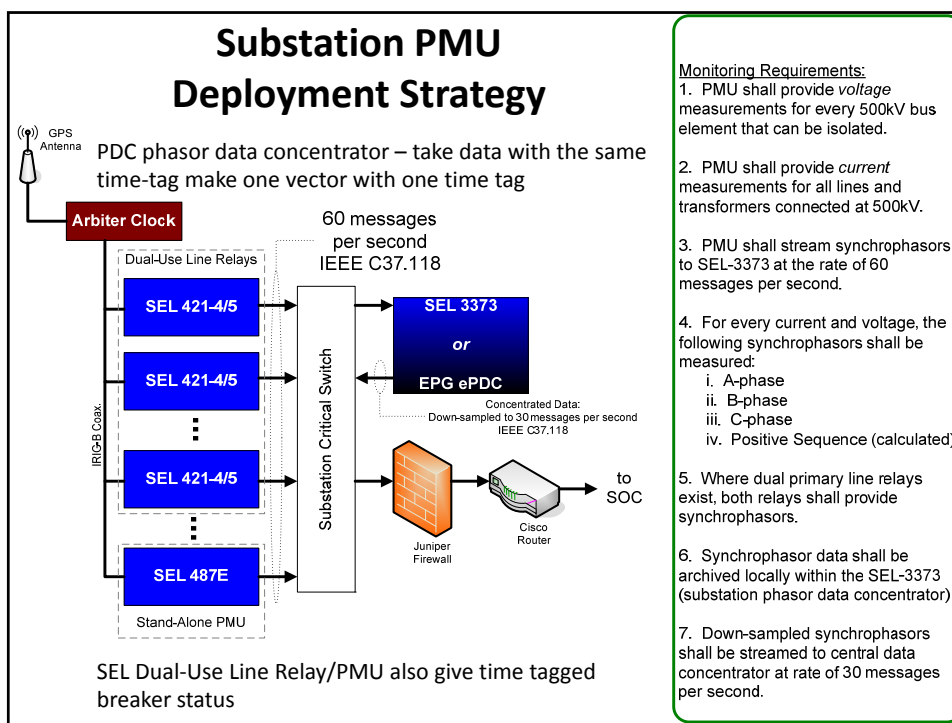 Substation PMU
Deployment Strategy
GPS
Antenna
PDC phasor data concentrator – take data with the same
time-tag make one vector with one time tag
Arbiter Clock
60 messages
per second
IEEE C37.118
Dual-Use Line Relays
SEL 421-4/5
SEL 421-4/5
SEL 421-4/5
SEL 487E
Stand-Alone PMU
IRIG-B Coax.
Substation Critical Switch
SEL 3373
or
EPG ePDC
Concentrated Data:
Down-sampled to 30 messages per second
IEEE C37.118
Juniper
Firewall
Cisco
Router
to
SOC
SEL Dual-Use Line Relay/PMU also give time tagged
breaker status
Monitoring Requirements:
1. PMU shall provide voltage
measurements for every 500kV bus
element that can be isolated.
2. PMU shall provide current
measurements for all lines and
transformers connected at 500kV.
3. PMU shall stream synchrophasors
to SEL-3373 at the rate of 60
messages per second.
4. For every current and voltage, the
following synchrophasors shall be
measured:
i. A-phase
ii. B-phase
iii. C-phase
iv. Positive Sequence (calculated)
5. Where dual primary line relays
exist, both relays shall provide
synchrophasors.
6. Synchrophasor data shall be
archived locally within the SEL-3373
(substation phasor data concentrator)
7. Down-sampled synchrophasors
shall be streamed to central data
concentrator at rate of 30 messages
per second.